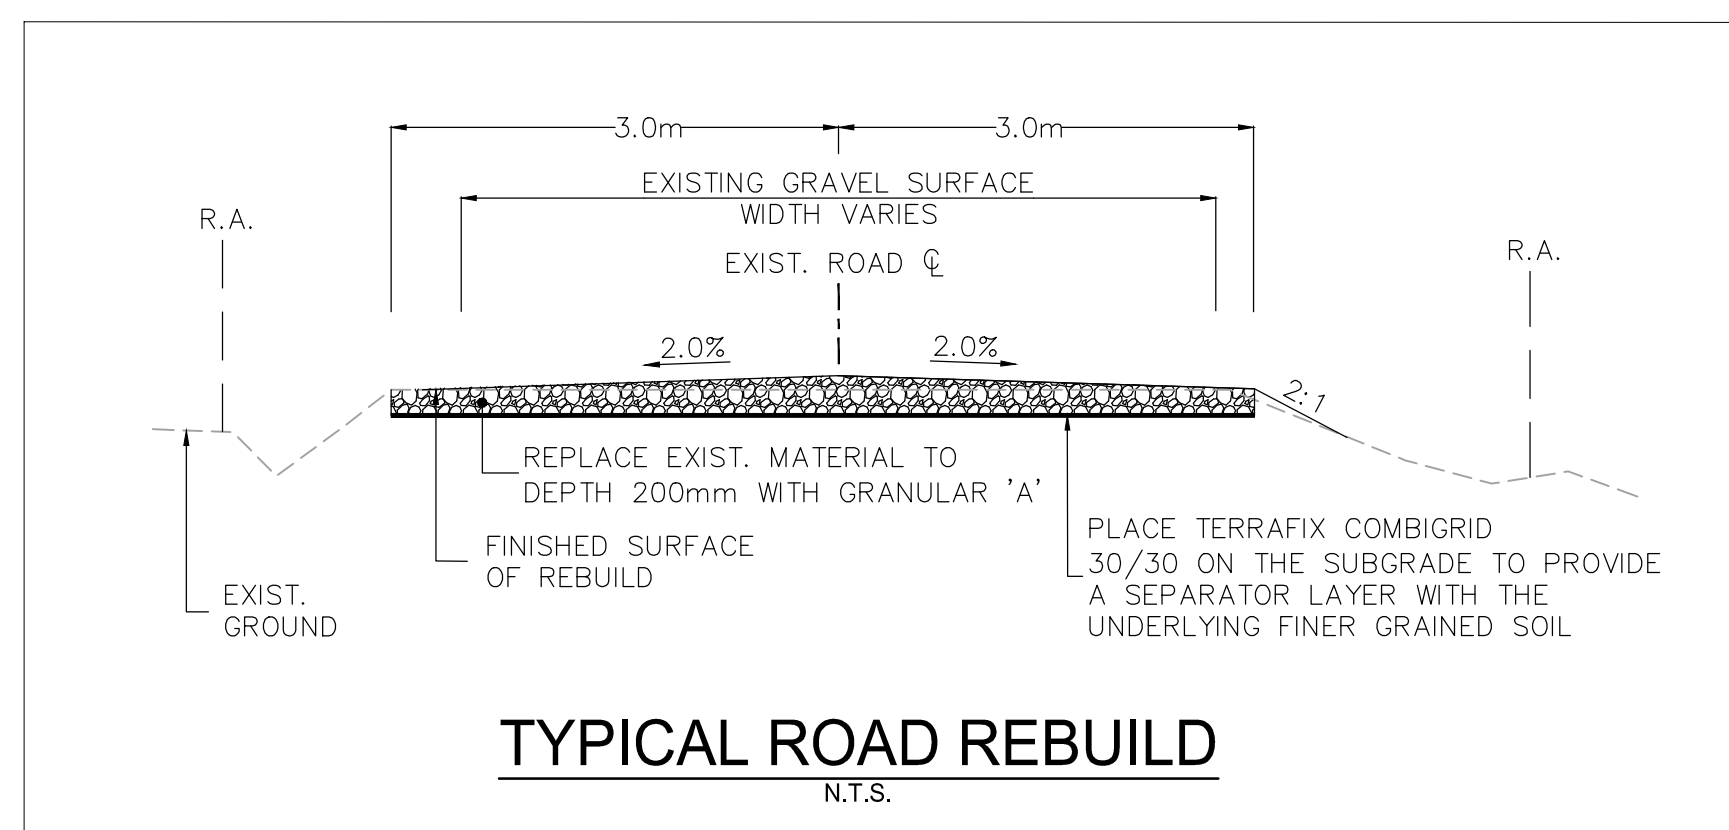 3.0m 3.0m
EXISTING GRAVEL SURFACE
WIDTH VARIES
R.A.
EXIST. ROAD ℄
R.A.
2.0% 2.0%
2:1
REPLACE EXIST. MATERIAL TO
DEPTH 200mm WITH GRANULAR 'A'
FINISHED SURFACE
OF REBUILD
EXIST.
GROUND
PLACE TERRAFIX COMBIGRID
30/30 ON THE SUBGRADE TO PROVIDE
A SEPARATOR LAYER WITH THE
UNDERLYING FINER GRAINED SOIL
TYPICAL ROAD REBUILD
N.T.S.